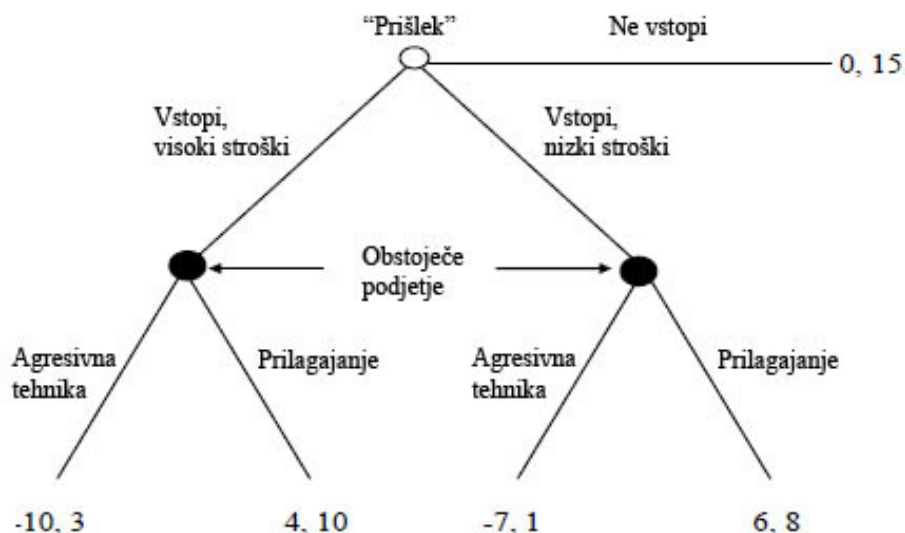 “Prišlek”
Ne vstopi
0, 15
Vstopi,
visoki stroški
Vstopi,
nizki stroški
Obstoječe
podjetje
Agresivna
tehnika
Prilagajanje
Agresivna
tehnika
Prilagajanje
-10, 3
4, 10
-7, 1
6, 8